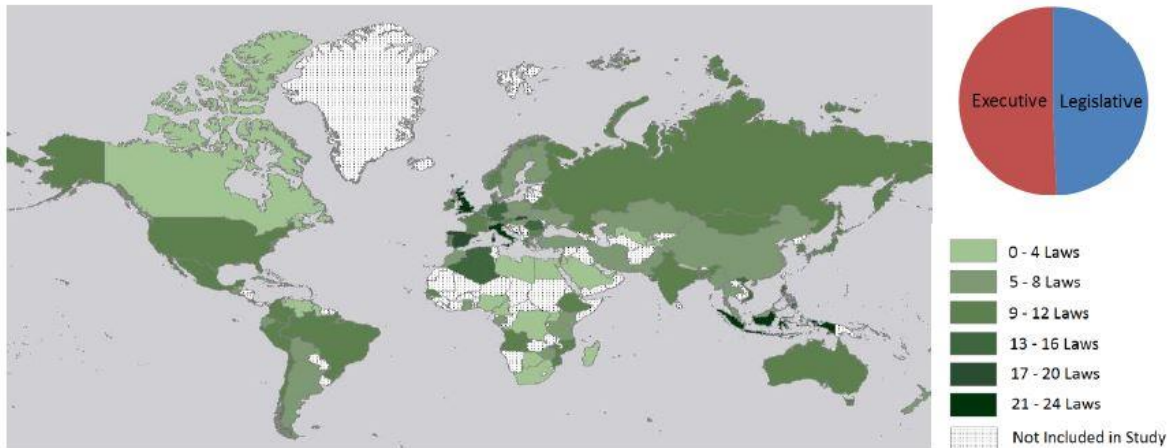 Executive
Legislative
0 - 4 Laws
5 - 8 Laws
9 - 12 Laws
13 - 16 Laws
17 - 20 Laws
21 - 24 Laws
Not Included in Study